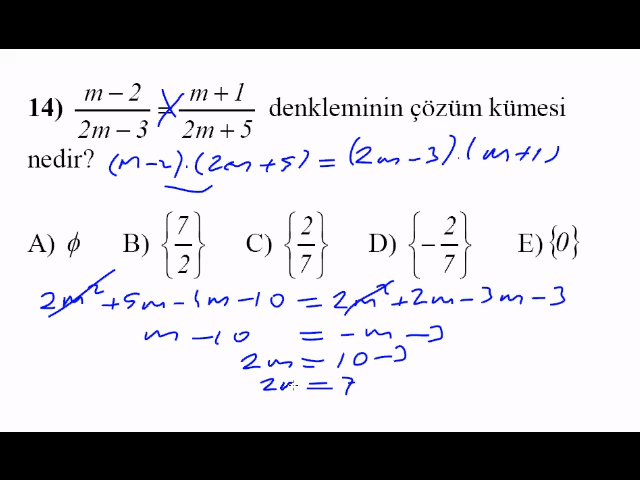 14) m − 2 / 2m − 3 = m + 1 / 2m + 5 denkleminin çözüm kümesi
nedir? (m−2).(2m+5) = (2m−3).(m+1)
A) ϕ B) {7/2} C) {2/7} D) {−2/7} E) {0}
2m² + 5m − 4m − 10 = 2m² + 2m − 3m − 3
m − 10 = −m − 3
2m = 10 − 3
2m = 7